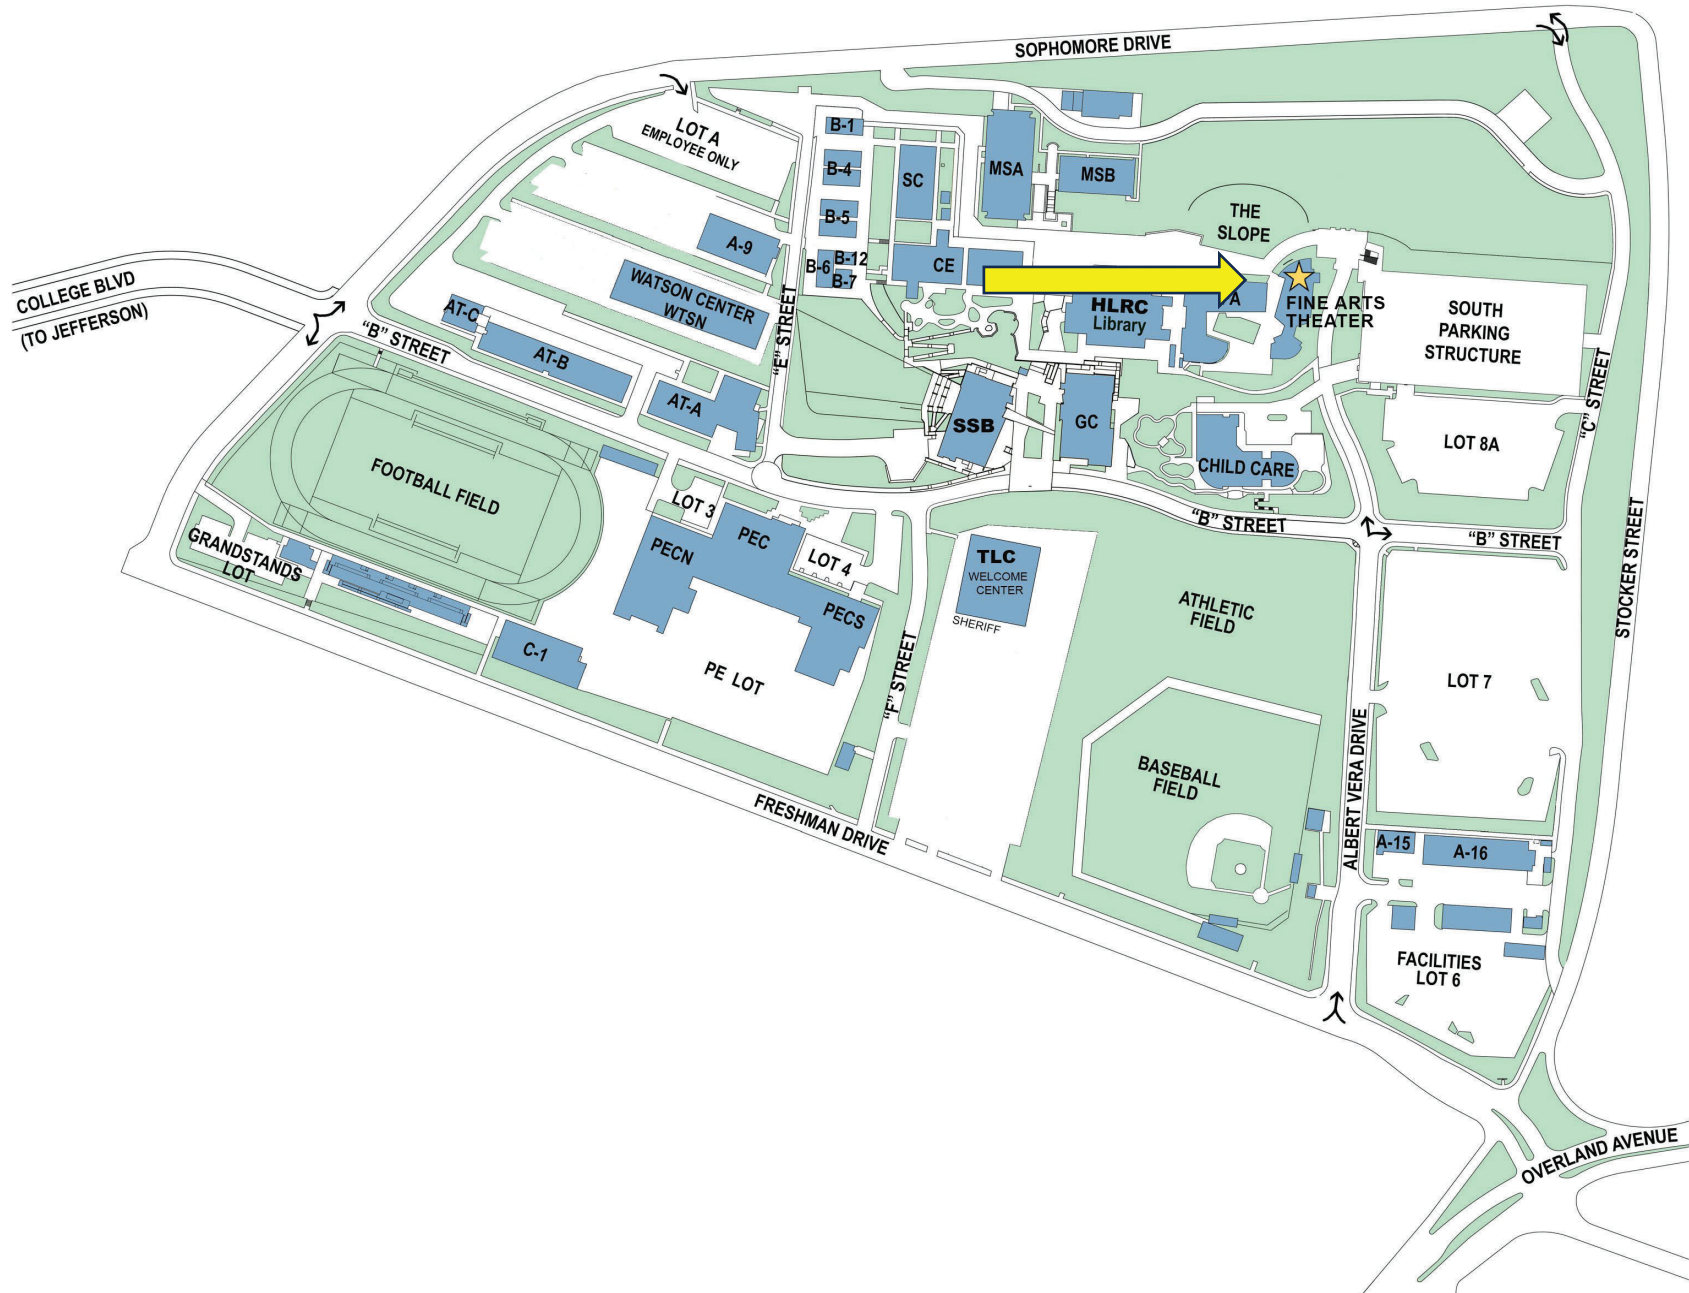 SOPHOMORE DRIVE
LOT A
EMPLOYEE ONLY
B-1
B-4
B-5
B-12
B-6
B-7
SC
MSA
MSB
THE
SLOPE
A-9
CE
WATSON CENTER
WTSN
COLLEGE BLVD
(TO JEFFERSON)
"B" STREET
AT-C
AT-B
AT-A
"E" STREET
HLRC
Library
A
FINE ARTS
THEATER
SOUTH
PARKING
STRUCTURE
"C" STREET
SSB
GC
CHILD CARE
LOT 8A
FOOTBALL FIELD
LOT 3
PEC
PECN
LOT 4
PECS
GRANDSTANDS
LOT
C-1
PE LOT
"F" STREET
TLC
WELCOME
CENTER
SHERIFF
"B" STREET
"B" STREET
ATHLETIC
FIELD
STOCKER STREET
LOT 7
BASEBALL
FIELD
ALBERT VERA DRIVE
FRESHMAN DRIVE
A-15
A-16
FACILITIES
LOT 6
OVERLAND AVENUE